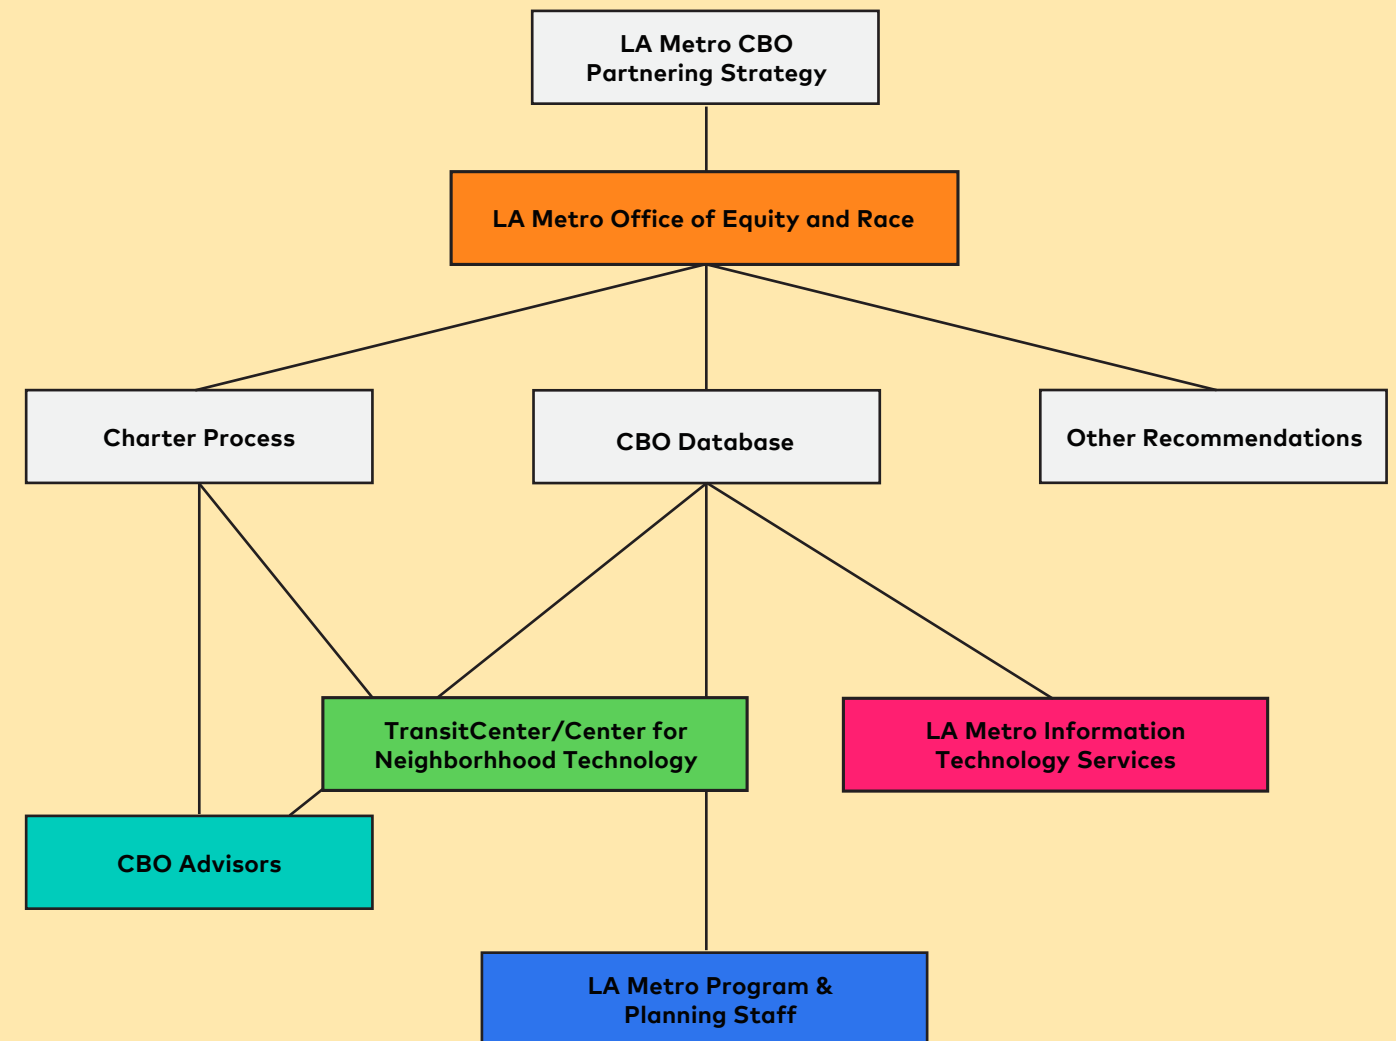 LA Metro CBO
Partnering Strategy
LA Metro Office of Equity and Race
Charter Process
CBO Database
Other Recommendations
TransitCenter/Center for
Neighborhhood Technology
LA Metro Information
Technology Services
CBO Advisors
LA Metro Program &
Planning Staff